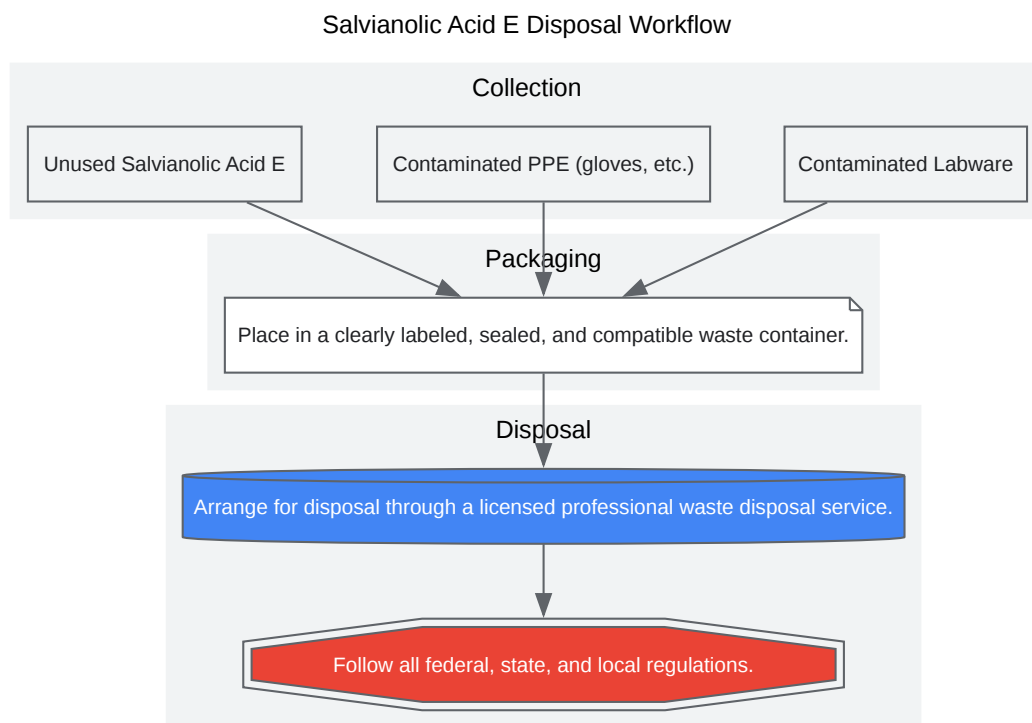 Salvianolic Acid E Disposal Workflow
Collection
Unused Salvianolic Acid E
Contaminated PPE (gloves, etc.)
Contaminated Labware
Packaging
Place in a clearly labeled, sealed, and compatible waste container.
Disposal
Arrange for disposal through a licensed professional waste disposal service.
Follow all federal, state, and local regulations.